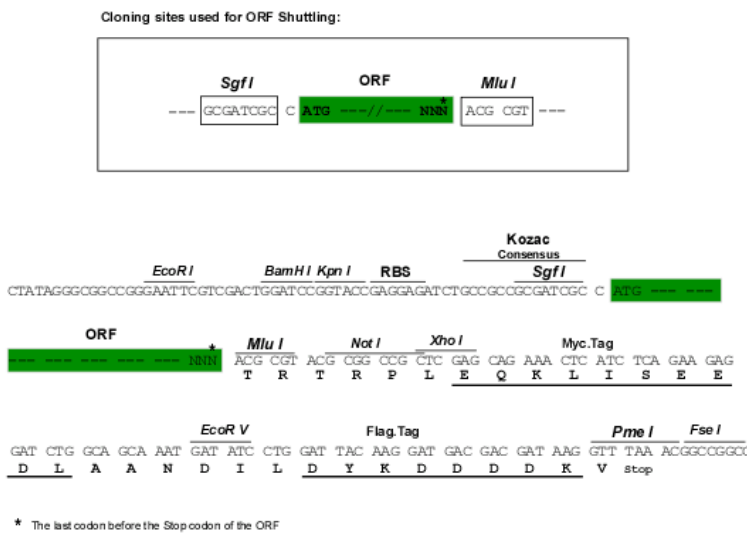 Cloning sites used for ORF Shuttling:
Sgf I ORF Mlu I
--- GCGATCGC C ATG ---//--- NNN* ACG CGT ---
Kozac
Consensus
EcoR I BamH I Kpn I RBS Sgf I
CTATAGGGCGGCCGGGAATTCGTCGACTGGATCCGGTACCGAGGAGATCTGCCGCCGCGATCGC C ATG --- ---
ORF Mlu I Not I Xho I Myc.Tag
--- --- --- --- --- --- NNN* ACG CGT ACG CGG CCG CTC GAG CAG AAA CTC ATC TCA GAA GAG
T R T R P L E Q K L I S E E
EcoR V Flag.Tag Pme I Fse I
GAT CTG GCA GCA AAT GAT ATC CTG GAT TAC AAG GAT GAC GAC GAT AAG GTT TAA ACGGCCGGCC
D L A A N D I L D Y K D D D D K V Stop
* The last codon before the Stop codon of the ORF